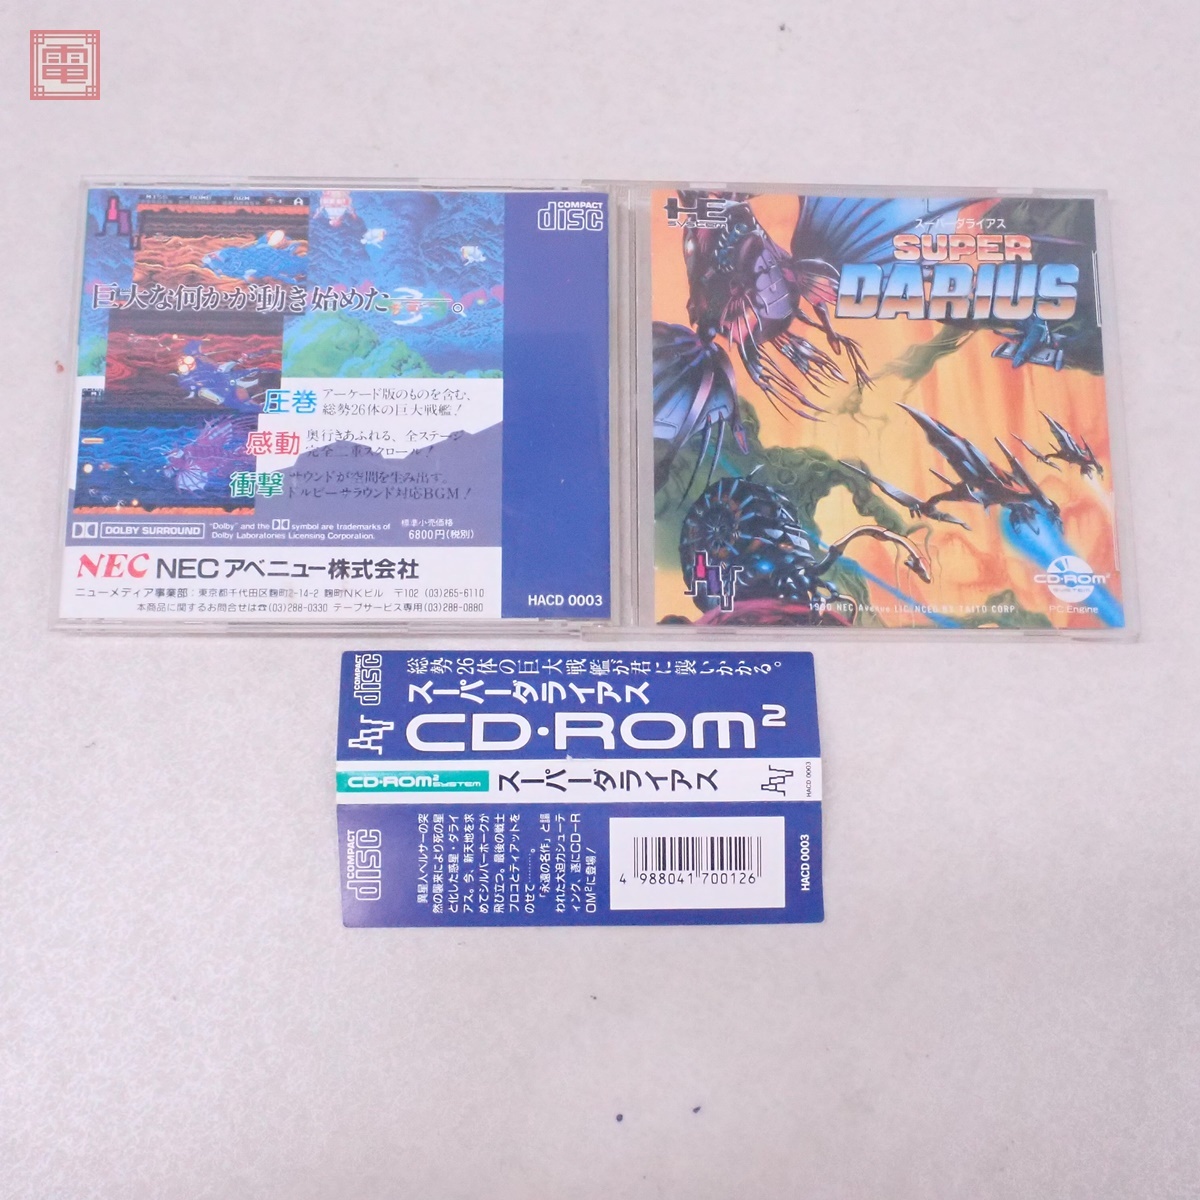 電
COMPACT
disc
巨大な何かが動き始めた――。
圧巻 アーケード版のものを含む、
総勢26体の巨大戦艦!
感動 奥行きあふれる、全ステージ
完全二重スクロール!
衝撃 サウンドが空間を生み出す。
ドルビーサラウンド対応BGM!
DOLBY SURROUND
"Dolby" and the symbol are trademarks of
Dolby Laboratories Licensing Corporation.
標準小売価格
6800円(税別)
NEC NECアベニュー株式会社
ニューメディア事業部:東京都千代田区麹町2-14-2 麹町NKビル 〒102 (03)265-6110
本商品に関するお問合せは☎(03)288-0330 テープサービス専用(03)288-0880
HACD 0003
HE
SYSTEM
スーパーダライアス
SUPER
DARIUS
CD-ROM²
SYSTEM
PC Engine
1990 NEC Avenue LICENCED BY TAITO CORP.
COMPACT
disc
総勢26体の巨大戦艦が君に襲いかかる。
スーパーダライアス
CD・ROM²
CD-ROM² SYSTEM
スーパーダライアス
HACD 0003
COMPACT
disc
異星人ベルサーの突
然の襲来により死の星
と化した惑星・ダライ
アス。今、新天地を求
めてシルバーホークが
飛び立つ。最後の戦士
プロコとティアットを
のせて………。
「永遠の名作」と謳
われた大迫力シューテ
ィング、遂にCD-R
OM²に登場!
4 988041 700126
HACD 0003